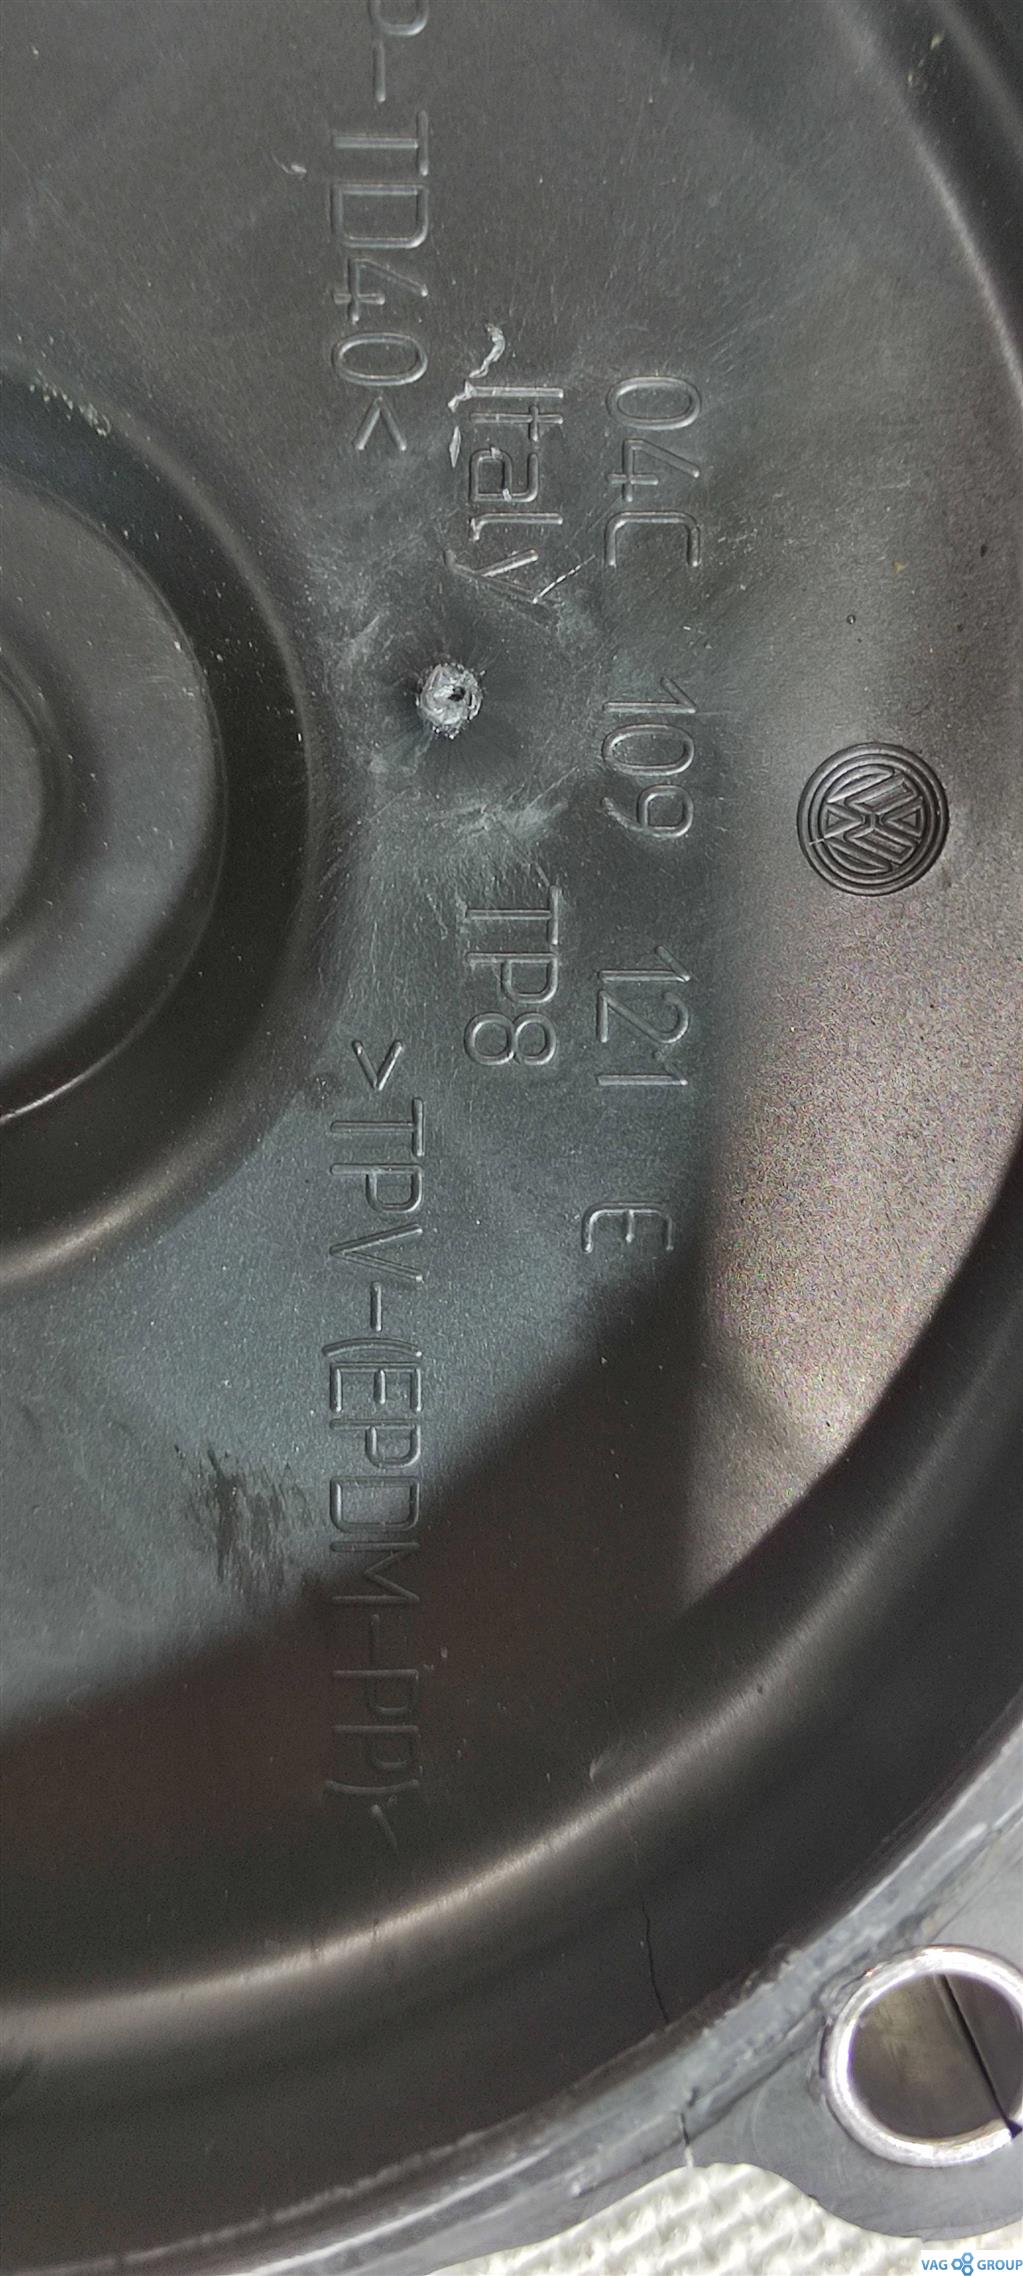 04C 109 121 E
Italy TP8
-TD40<
>TPV-(EPDM-PP)<
VAG GROUP